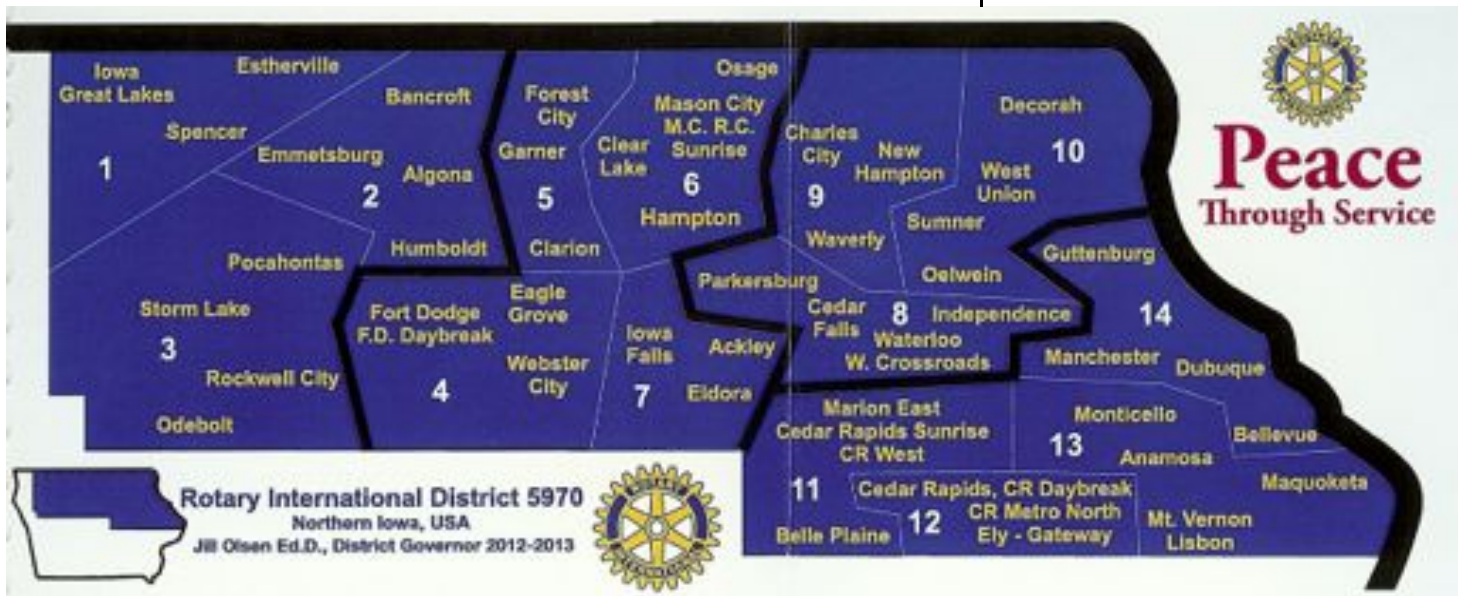 Iowa
Great Lakes
Estherville
Spencer
1
Bancroft
Emmetsburg
Algona
2
Humboldt
Pocahontas
Storm Lake
3
Rockwell City
Odebolt
Fort Dodge
F.D. Daybreak
Eagle
Grove
Webster
City
4
Forest
City
Garner
5
Clarion
Osage
Mason City
M.C. R.C.
Sunrise
Clear
Lake
6
Hampton
Iowa
Falls
Ackley
7
Eldora
Parkersburg
Cedar
Falls
8
Independence
Waterloo
W. Crossroads
Charles
City
New
Hampton
9
Waverly
Decorah
10
West
Union
Sumner
Oelwein
Marion East
Cedar Rapids Sunrise
CR West
11
Belle Plaine
Cedar Rapids, CR Daybreak
CR Metro North
12
Ely - Gateway
Monticello
13
Anamosa
Mt. Vernon
Lisbon
Maquoketa
Guttenburg
14
Manchester
Dubuque
Bellevue
Peace
Through Service
Rotary International District 5970
Northern Iowa, USA
Jill Olsen Ed.D., District Governor 2012-2013
ROTARY
INTERNATIONAL